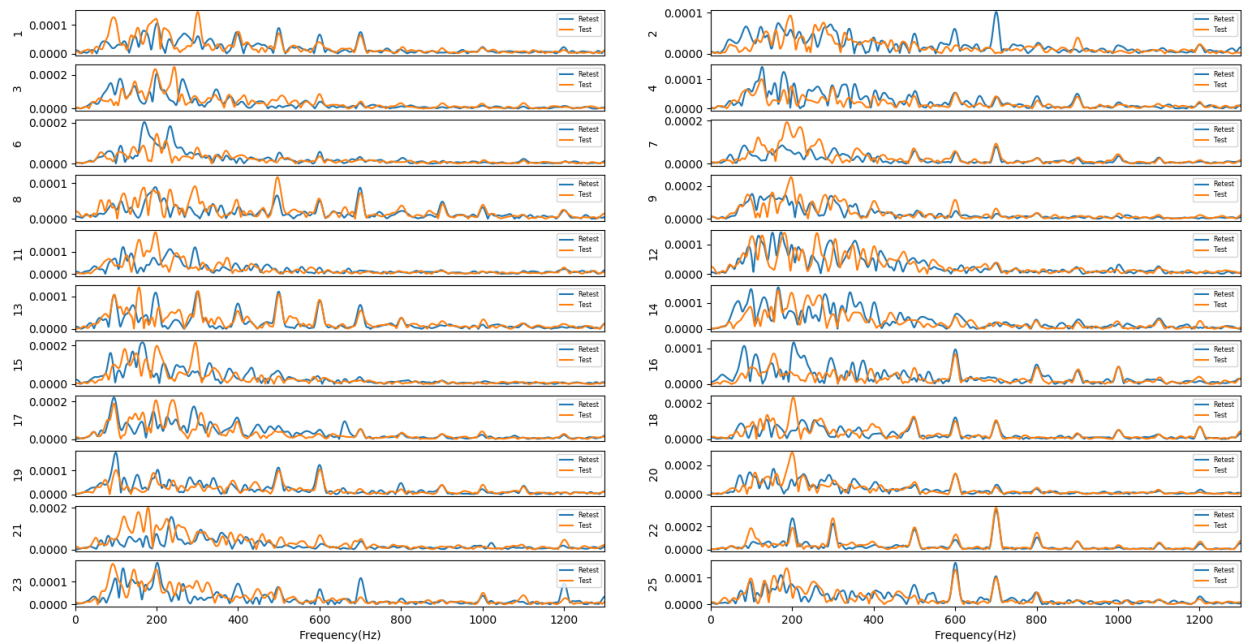 1
0.0001
0.0000
Retest
Test
2
0.0001
0.0000
Retest
Test
3
0.0002
0.0000
Retest
Test
4
0.0001
0.0000
Retest
Test
6
0.0002
0.0000
Retest
Test
7
0.0002
0.0000
Retest
Test
8
0.0001
0.0000
Retest
Test
9
0.0002
0.0000
Retest
Test
11
0.0001
0.0000
Retest
Test
12
0.0001
0.0000
Retest
Test
13
0.0001
0.0000
Retest
Test
14
0.0001
0.0000
Retest
Test
15
0.0002
0.0000
Retest
Test
16
0.0001
0.0000
Retest
Test
17
0.0002
0.0000
Retest
Test
18
0.0002
0.0000
Retest
Test
19
0.0001
0.0000
Retest
Test
20
0.0002
0.0000
Retest
Test
21
0.0002
0.0000
Retest
Test
22
0.0002
0.0000
Retest
Test
23
0.0001
0.0000
Retest
Test
0 200 400 600 800 1000 1200
Frequency(Hz)
25
0.0001
0.0000
Retest
Test
0 200 400 600 800 1000 1200
Frequency(Hz)